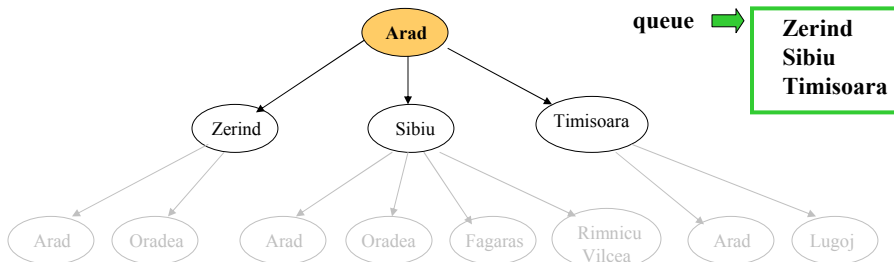 Arad
queue
Zerind
Sibiu
Timisoara
Zerind
Sibiu
Timisoara
Arad
Oradea
Arad
Oradea
Fagaras
Rimnicu
Vilcea
Arad
Lugoj